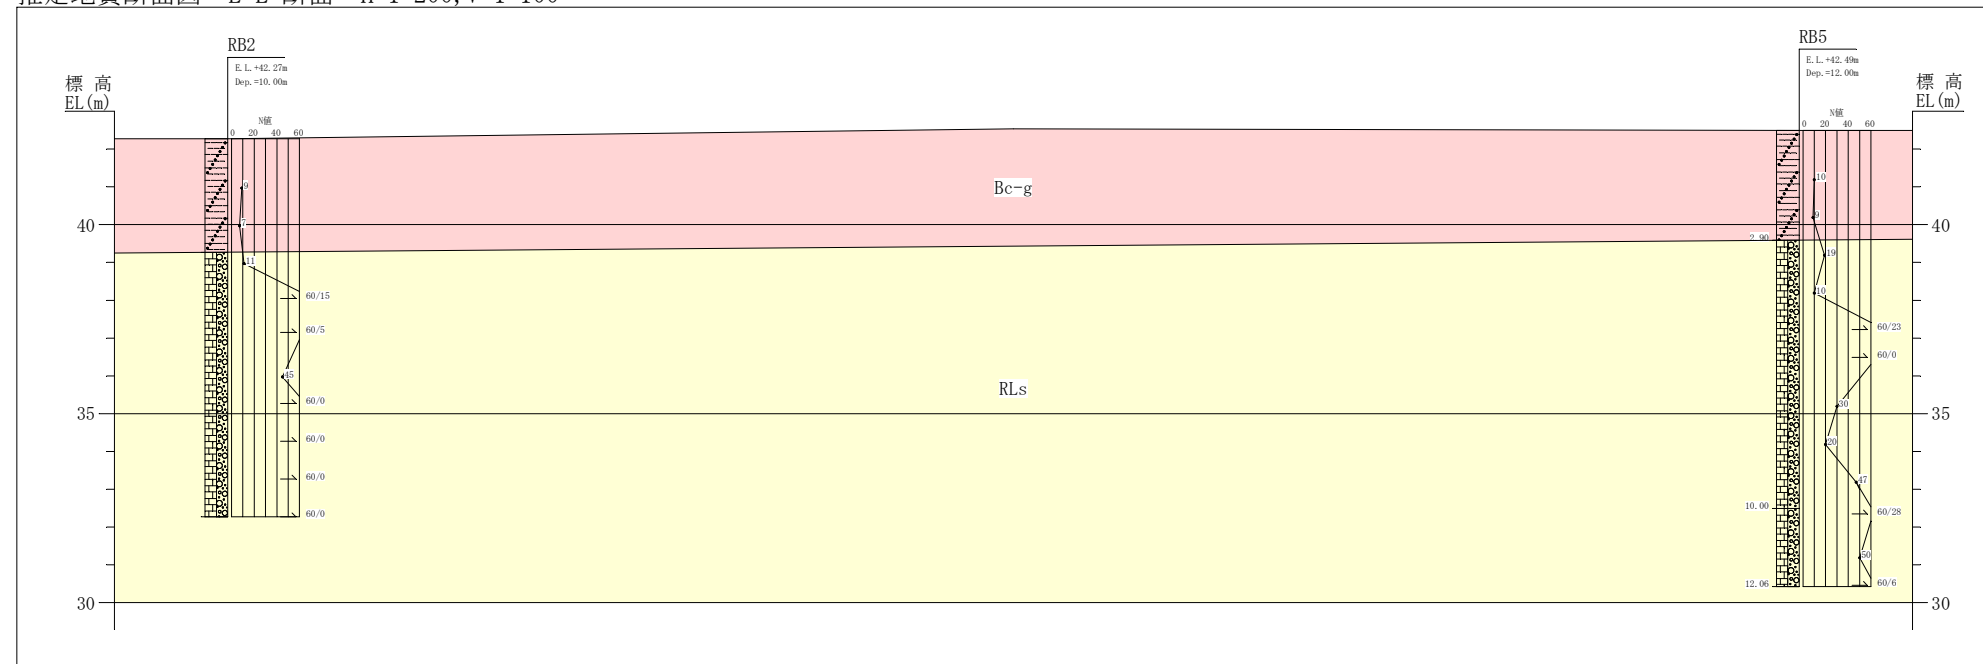 RB2
E.L.+42.27m
Dep.=10.00m
標 高
EL(m)
N値
0 20 40 60
9
7
11
60/15
60/5
45
60/0
60/0
60/0
60/0
40
35
30
Bc-g
RLs
RB5
E.L.+42.49m
Dep.=12.00m
標 高
EL(m)
N値
0 20 40 60
10
9
2.90
19
10
60/23
60/0
30
20
47
10.00
60/28
50
12.06
60/6
40
35
30